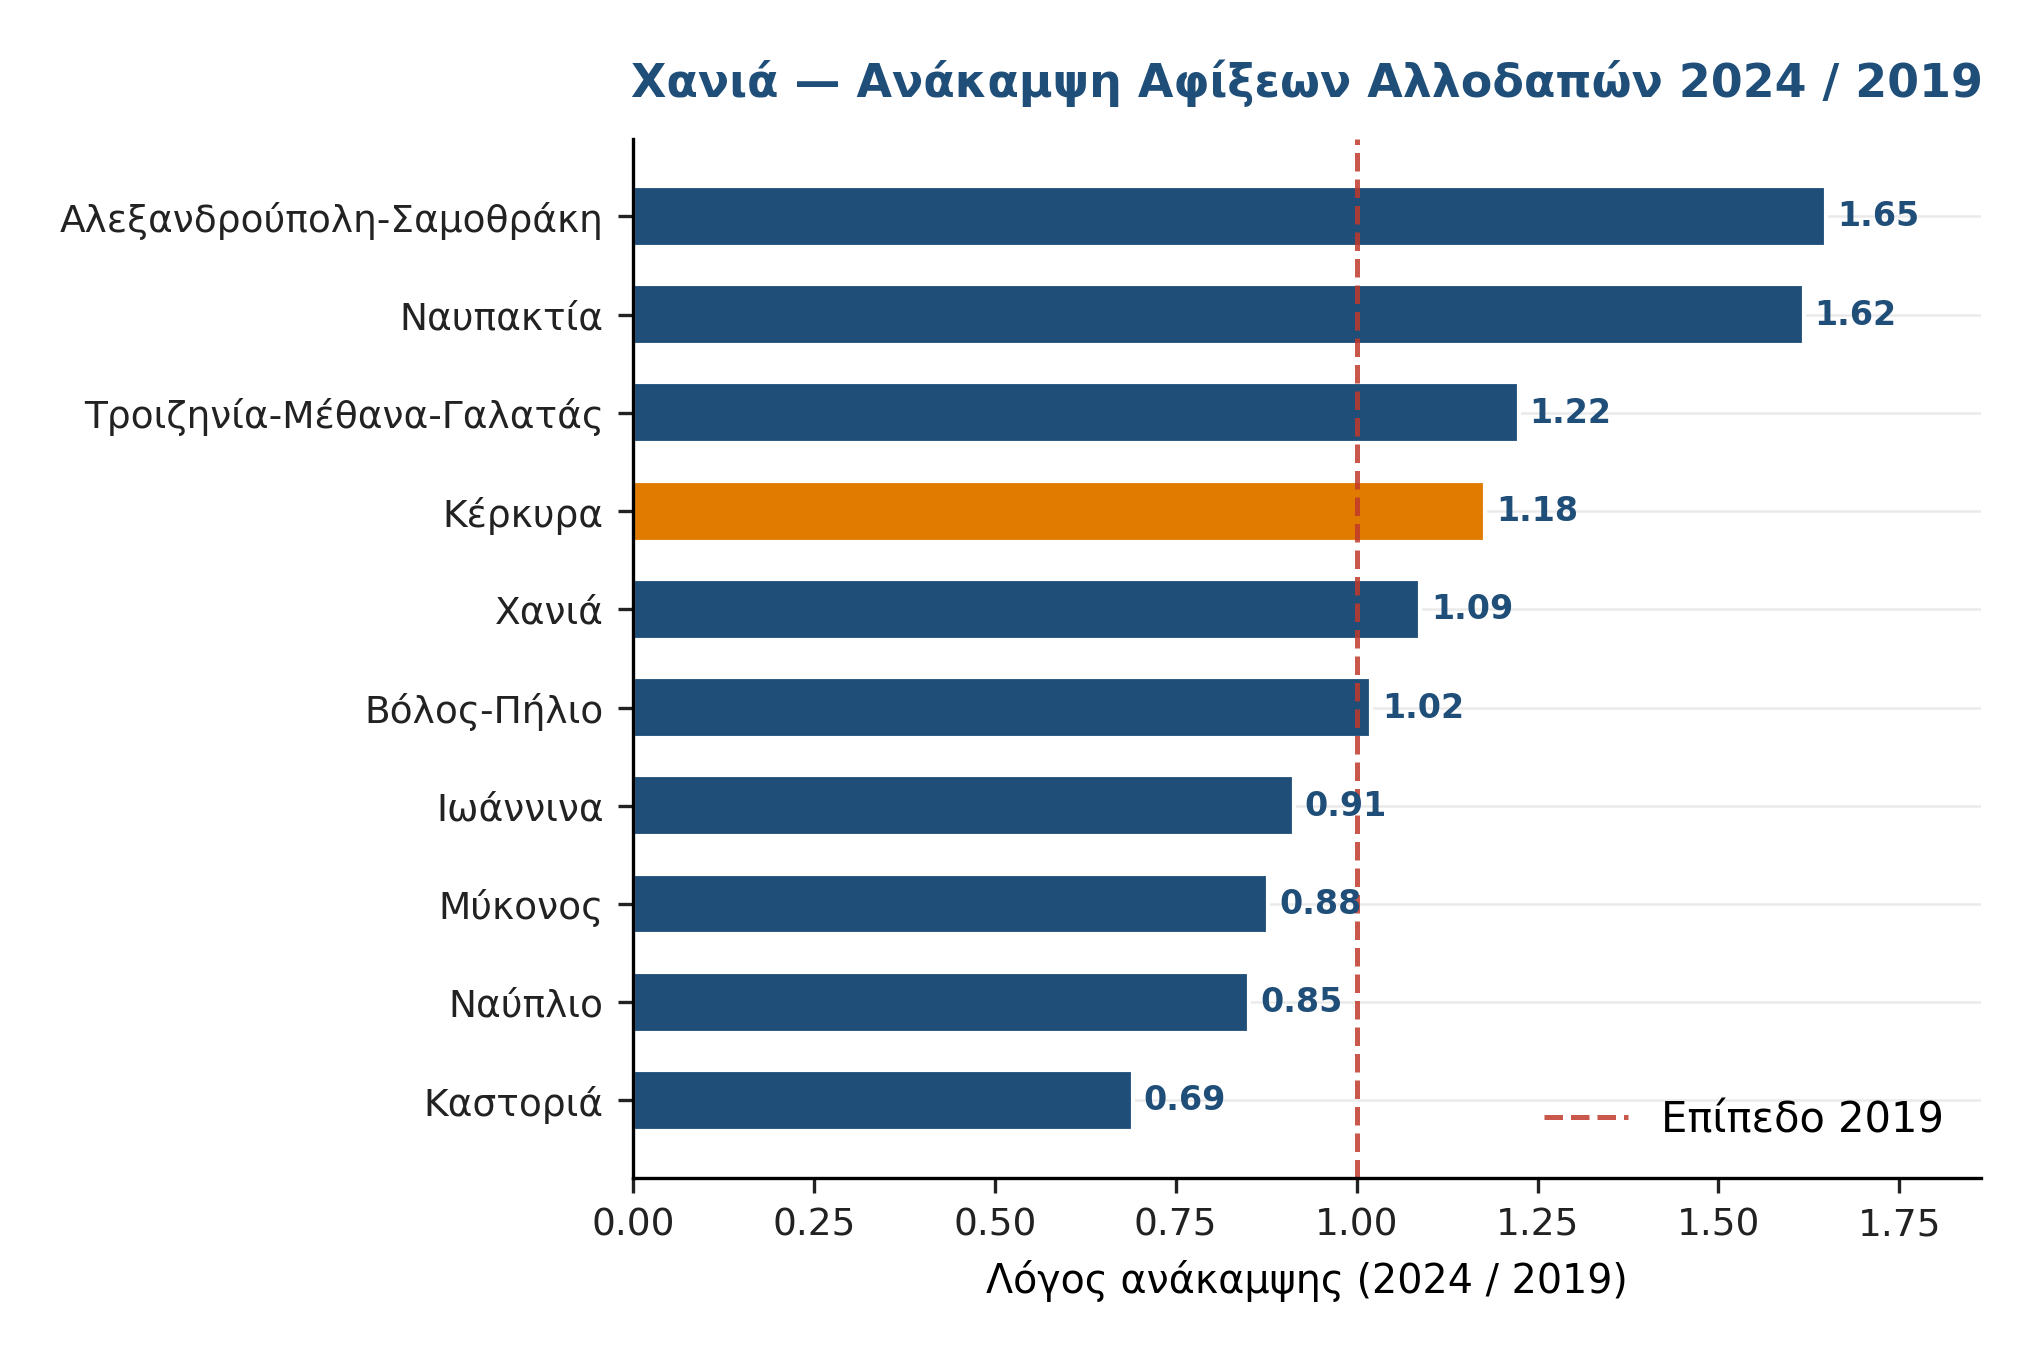 Χανιά — Ανάκαμψη Αφίξεων Αλλοδαπών 2024 / 2019
Αλεξανδρούπολη-Σαμοθράκη 1.65
Ναυπακτία 1.62
Τροιζηνία-Μέθανα-Γαλατάς 1.22
Κέρκυρα 1.18
Χανιά 1.09
Βόλος-Πήλιο 1.02
Ιωάννινα 0.91
Μύκονος 0.88
Ναύπλιο 0.85
Καστοριά 0.69
Επίπεδο 2019
0.00 0.25 0.50 0.75 1.00 1.25 1.50 1.75
Λόγος ανάκαμψης (2024 / 2019)